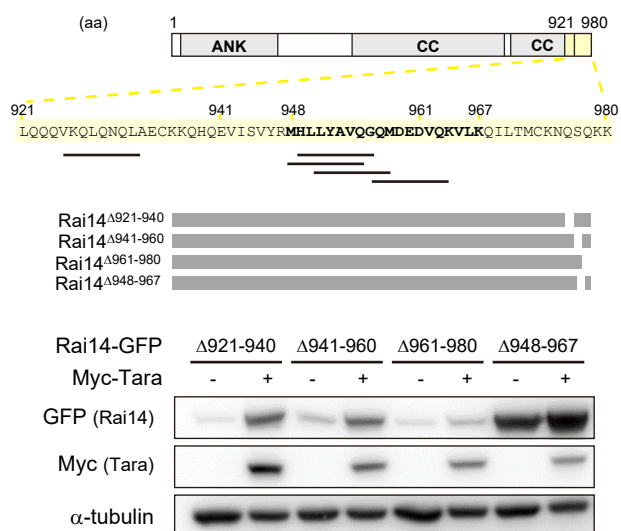 (aa) 1 921 980
ANK CC CC
921 941 948 961 967 980
LQQQVKQLQNQLAECKKQHQEVISVYRMHLLYAVQGQMDEDVQKVLKQILTMCKNQSQKK
Rai14Δ921-940
Rai14Δ941-960
Rai14Δ961-980
Rai14Δ948-967
Rai14-GFP Δ921-940 Δ941-960 Δ961-980 Δ948-967
Myc-Tara - + - + - + - +
GFP (Rai14)
Myc (Tara)
α-tubulin